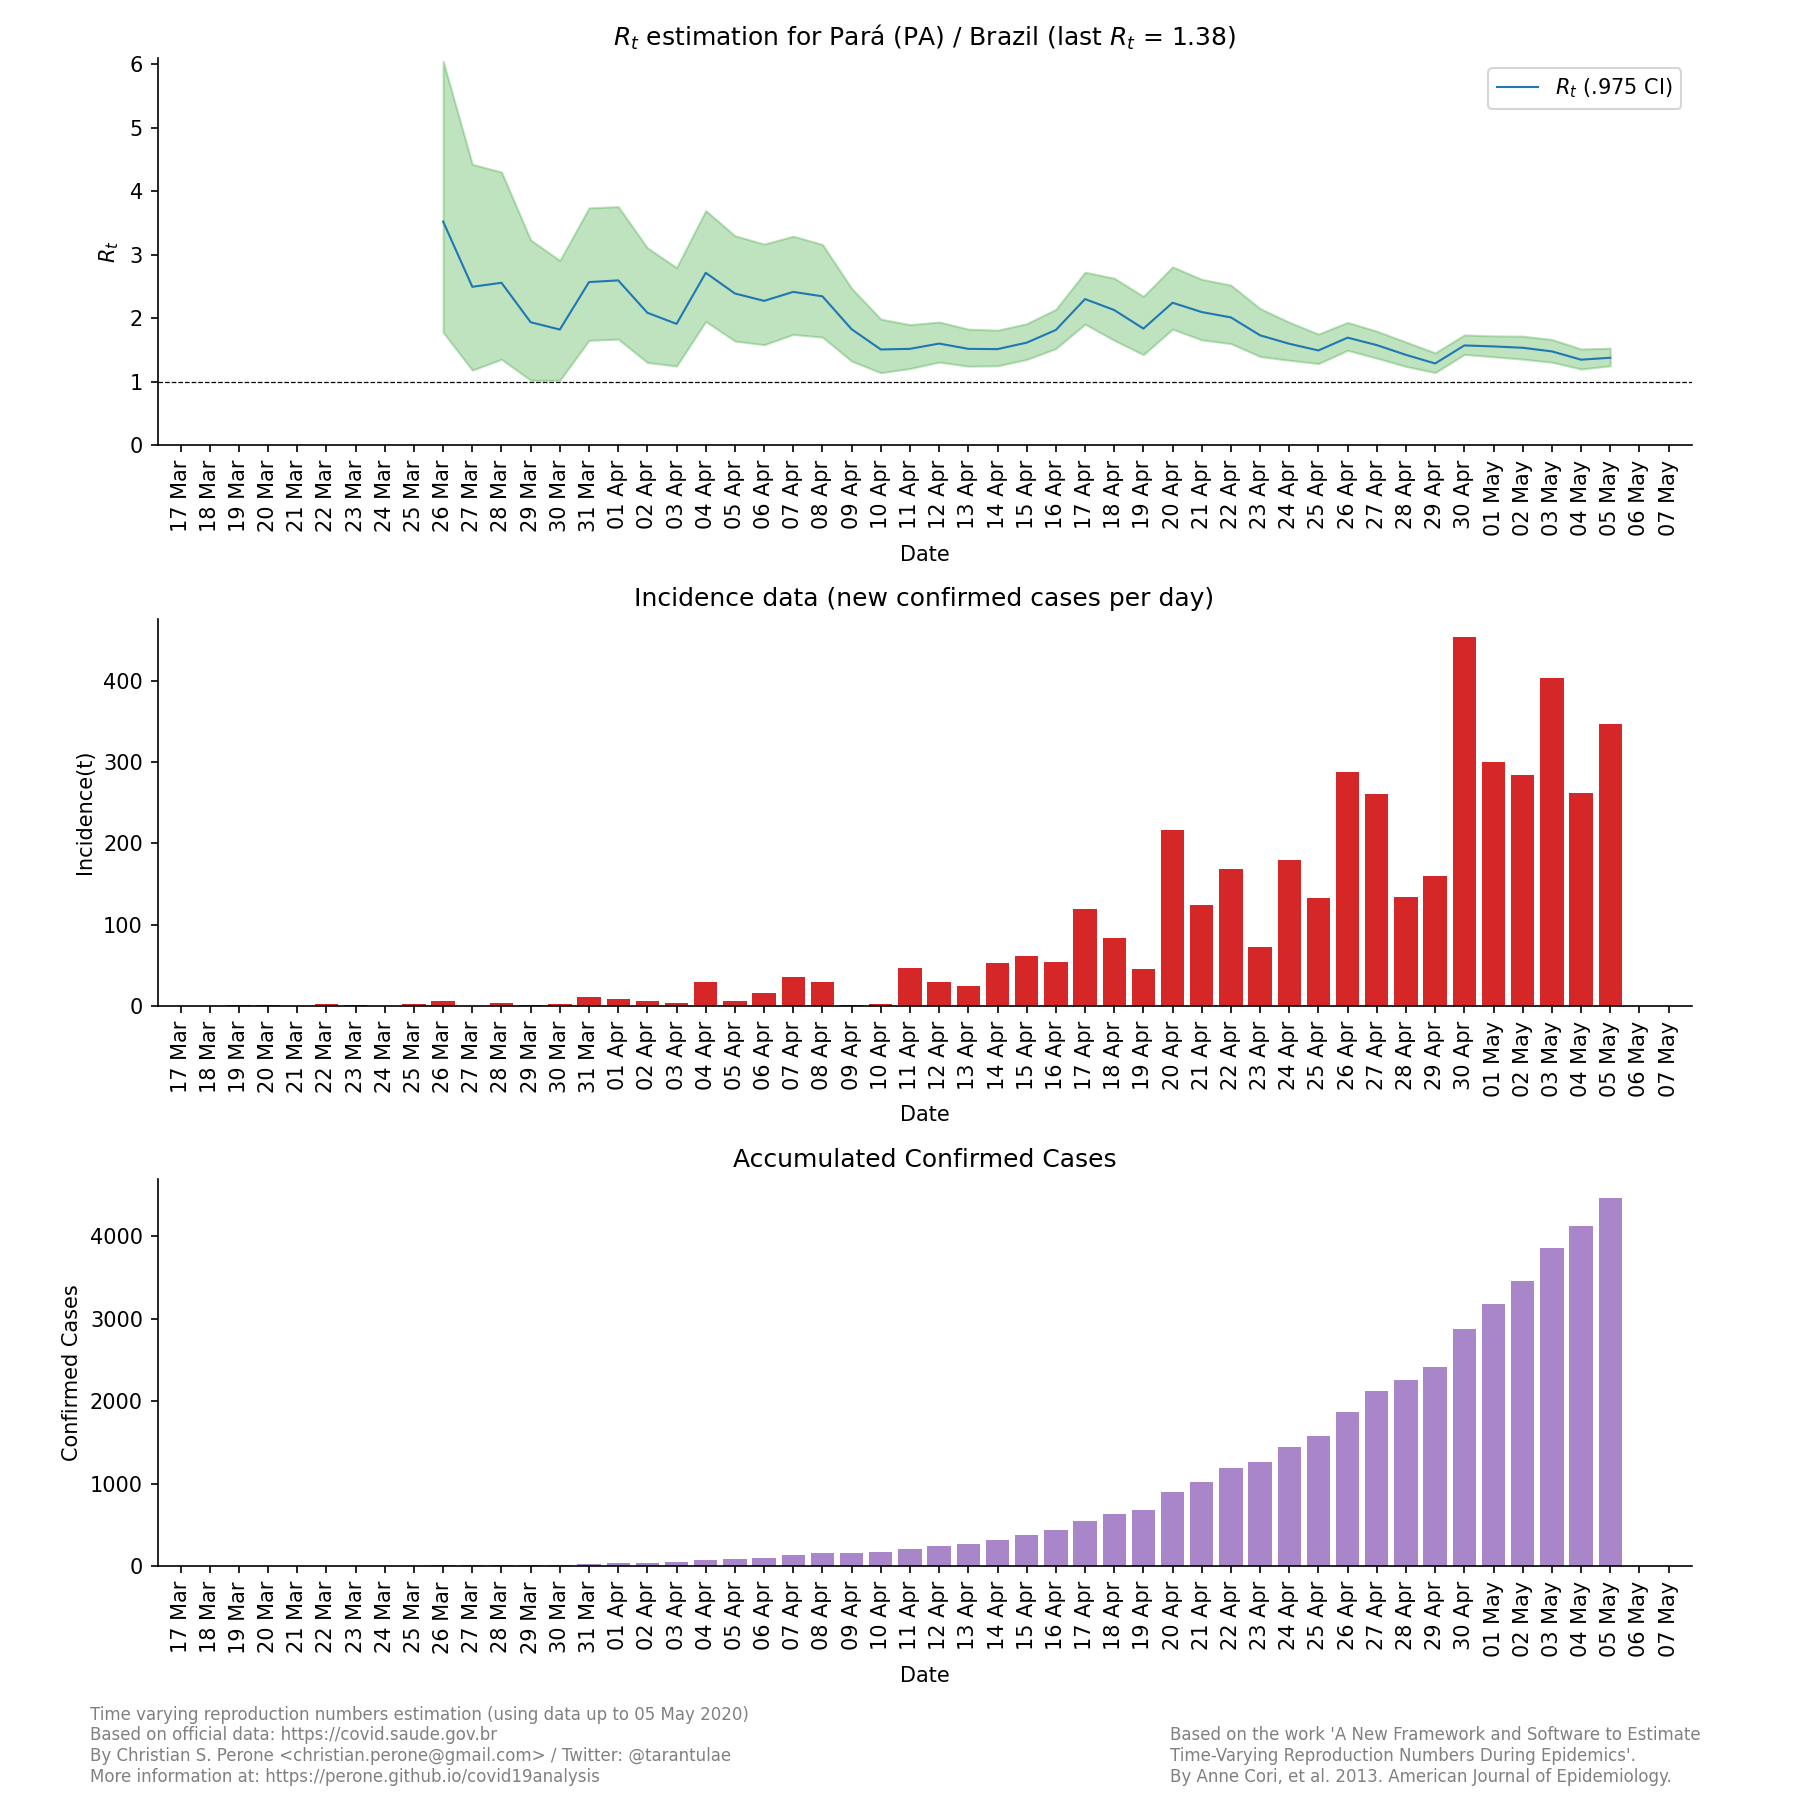 Rt estimation for Pará (PA) / Brazil (last Rt = 1.38)
Rt (.975 CI)
Rt
6
5
4
3
2
1
0
17 Mar 18 Mar 19 Mar 20 Mar 21 Mar 22 Mar 23 Mar 24 Mar 25 Mar 26 Mar 27 Mar 28 Mar 29 Mar 30 Mar 31 Mar 01 Apr 02 Apr 03 Apr 04 Apr 05 Apr 06 Apr 07 Apr 08 Apr 09 Apr 10 Apr 11 Apr 12 Apr 13 Apr 14 Apr 15 Apr 16 Apr 17 Apr 18 Apr 19 Apr 20 Apr 21 Apr 22 Apr 23 Apr 24 Apr 25 Apr 26 Apr 27 Apr 28 Apr 29 Apr 30 Apr 01 May 02 May 03 May 04 May 05 May 06 May 07 May
Date
Incidence data (new confirmed cases per day)
Incidence(t)
400
300
200
100
0
17 Mar 18 Mar 19 Mar 20 Mar 21 Mar 22 Mar 23 Mar 24 Mar 25 Mar 26 Mar 27 Mar 28 Mar 29 Mar 30 Mar 31 Mar 01 Apr 02 Apr 03 Apr 04 Apr 05 Apr 06 Apr 07 Apr 08 Apr 09 Apr 10 Apr 11 Apr 12 Apr 13 Apr 14 Apr 15 Apr 16 Apr 17 Apr 18 Apr 19 Apr 20 Apr 21 Apr 22 Apr 23 Apr 24 Apr 25 Apr 26 Apr 27 Apr 28 Apr 29 Apr 30 Apr 01 May 02 May 03 May 04 May 05 May 06 May 07 May
Date
Accumulated Confirmed Cases
Confirmed Cases
4000
3000
2000
1000
0
17 Mar 18 Mar 19 Mar 20 Mar 21 Mar 22 Mar 23 Mar 24 Mar 25 Mar 26 Mar 27 Mar 28 Mar 29 Mar 30 Mar 31 Mar 01 Apr 02 Apr 03 Apr 04 Apr 05 Apr 06 Apr 07 Apr 08 Apr 09 Apr 10 Apr 11 Apr 12 Apr 13 Apr 14 Apr 15 Apr 16 Apr 17 Apr 18 Apr 19 Apr 20 Apr 21 Apr 22 Apr 23 Apr 24 Apr 25 Apr 26 Apr 27 Apr 28 Apr 29 Apr 30 Apr 01 May 02 May 03 May 04 May 05 May 06 May 07 May
Date
Time varying reproduction numbers estimation (using data up to 05 May 2020)
Based on official data: https://covid.saude.gov.br
By Christian S. Perone <christian.perone@gmail.com> / Twitter: @tarantulae
More information at: https://perone.github.io/covid19analysis
Based on the work 'A New Framework and Software to Estimate
Time-Varying Reproduction Numbers During Epidemics'.
By Anne Cori, et al. 2013. American Journal of Epidemiology.